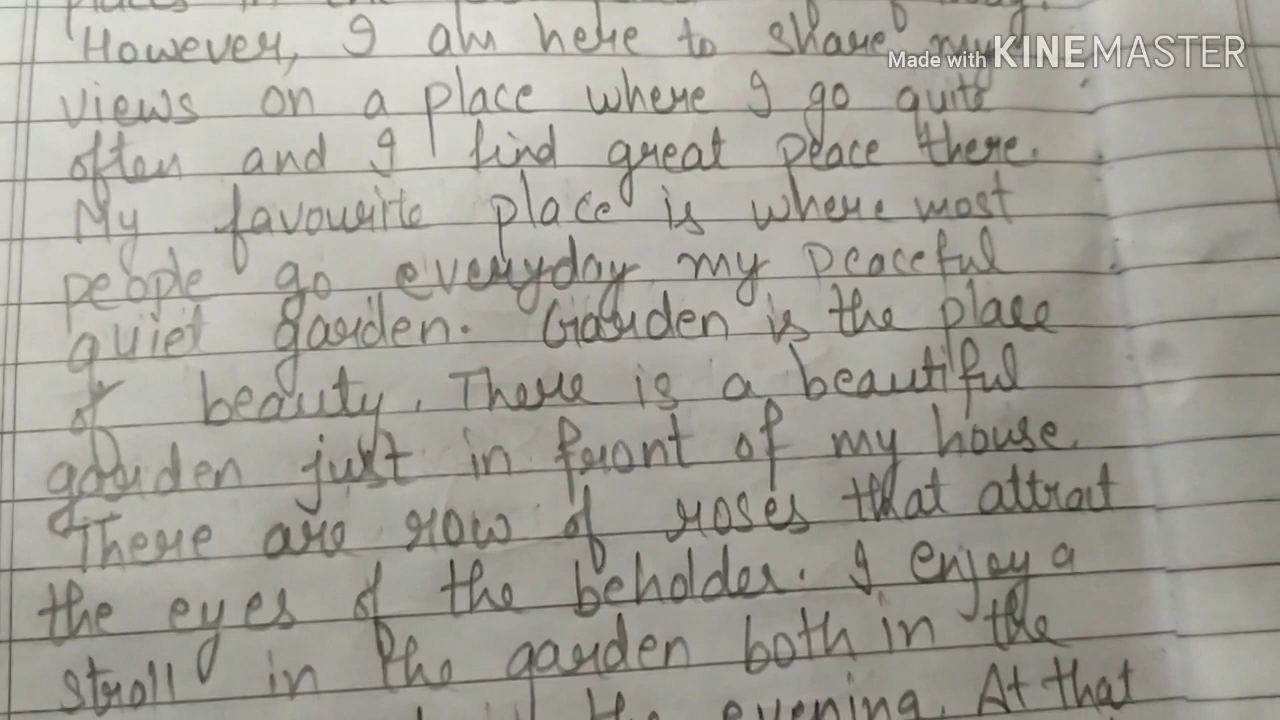 However, I am here to share my
Made with KINEMASTER
views on a place where I go quite
often and I find great peace there.
My favourite place is where most
people go everyday my peaceful
quiet garden. Garden is the place
of beauty. There is a beautiful
garden just in front of my house.
There are row of roses that attract
the eyes of the beholder. I enjoy a
stroll in the garden both in the
the evening. At that